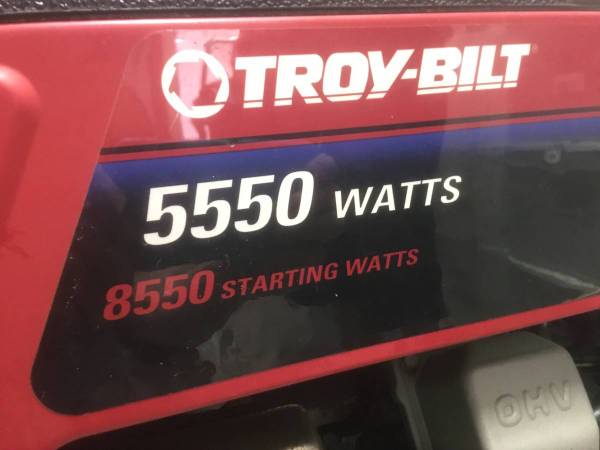 TROY-BILT
5550 WATTS
8550 STARTING WATTS
OHV